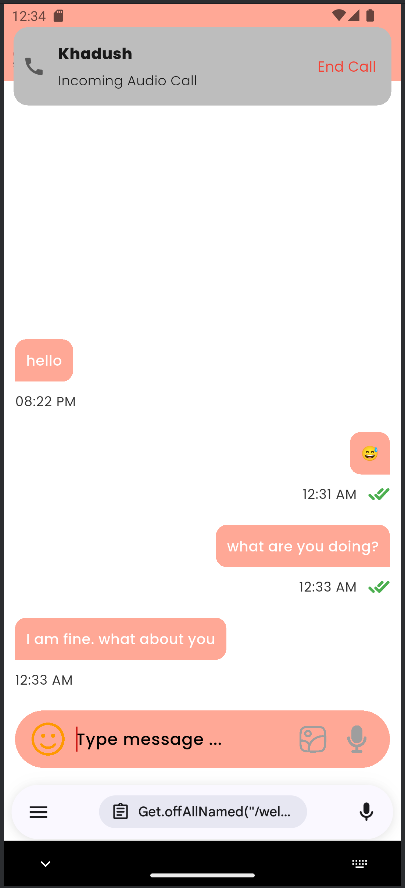 12:34
Khadush
Incoming Audio Call
End Call
hello
08:22 PM
😅
12:31 AM
what are you doing?
12:33 AM
I am fine. what about you
12:33 AM
Type message ...
Get.offAllNamed("/wel...